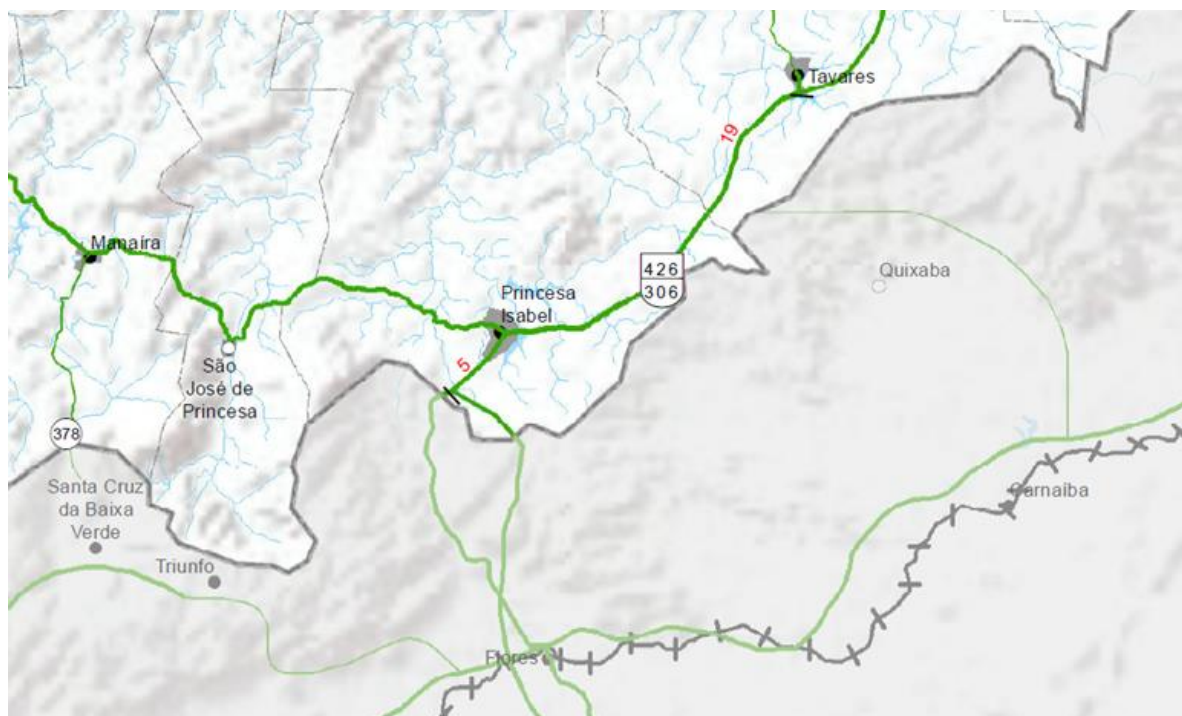 Tavares
19
Manaíra
Quixaba
426
306
Princesa
Isabel
São
José de
Princesa
5
378
Santa Cruz
da Baixa
Verde
Carnaíba
Triunfo
Flores